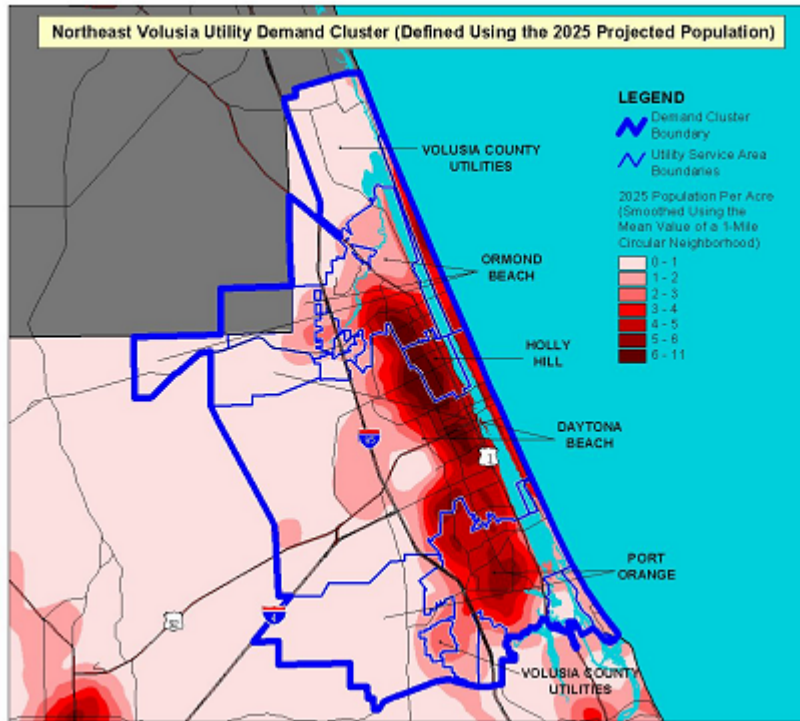 Northeast Volusia Utility Demand Cluster (Defined Using the 2025 Projected Population)
LEGEND
Demand Cluster
Boundary
Utility Service Area
Boundaries
2025 Population Per Acre
(Smoothed Using the
Mean Value of a 1-Mile
Circular Neighborhood)
0 - 1
1 - 2
2 - 3
3 - 4
4 - 5
5 - 6
6 - 11
VOLUSIA COUNTY
UTILITIES
ORMOND
BEACH
HOLLY
HILL
DAYTONA
BEACH
95
1
PORT
ORANGE
92
4
VOLUSIA COUNTY
UTILITIES